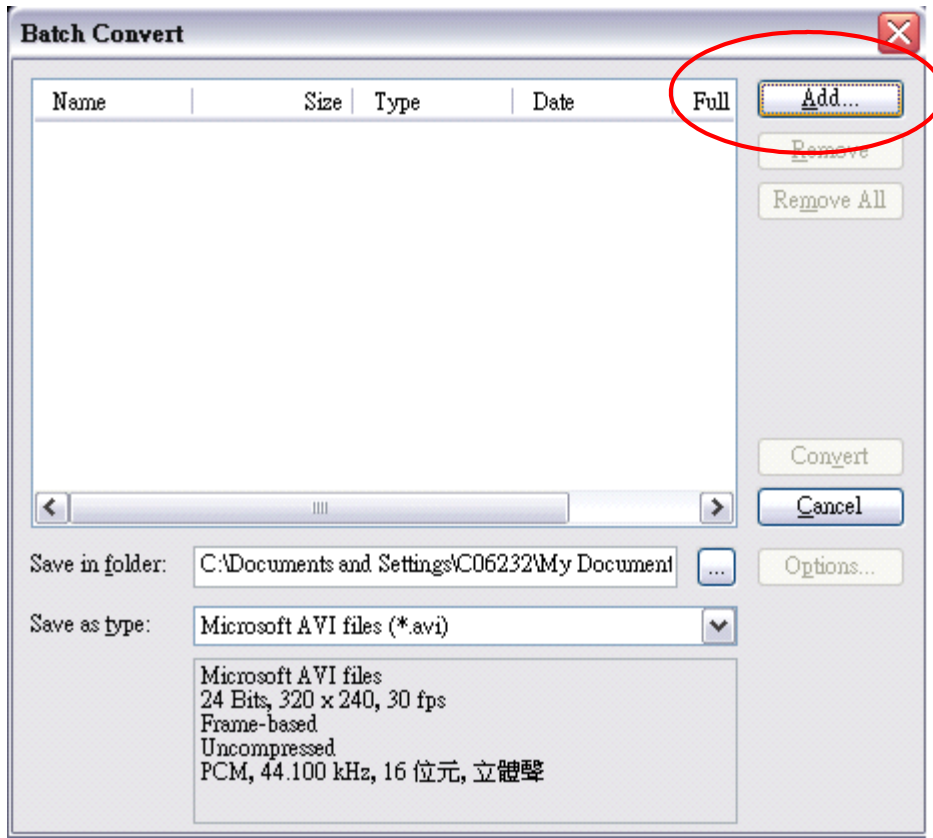 Batch Convert
Name Size Type Date Full
Add...
Remove
Remove All
Convert
Cancel
Save in folder: C:\Documents and Settings\C06232\My Document ...
Options...
Save as type: Microsoft AVI files (*.avi)
Microsoft AVI files
24 Bits, 320 x 240, 30 fps
Frame-based
Uncompressed
PCM, 44.100 kHz, 16 位元, 立體聲